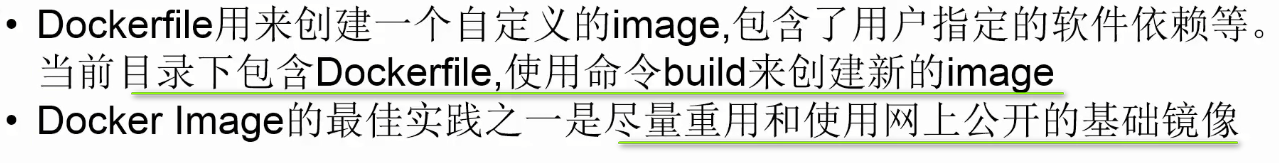 • Dockerfile用来创建一个自定义的image,包含了用户指定的软件依赖等。
当前目录下包含Dockerfile,使用命令build来创建新的image
• Docker Image的最佳实践之一是尽量重用和使用网上公开的基础镜像